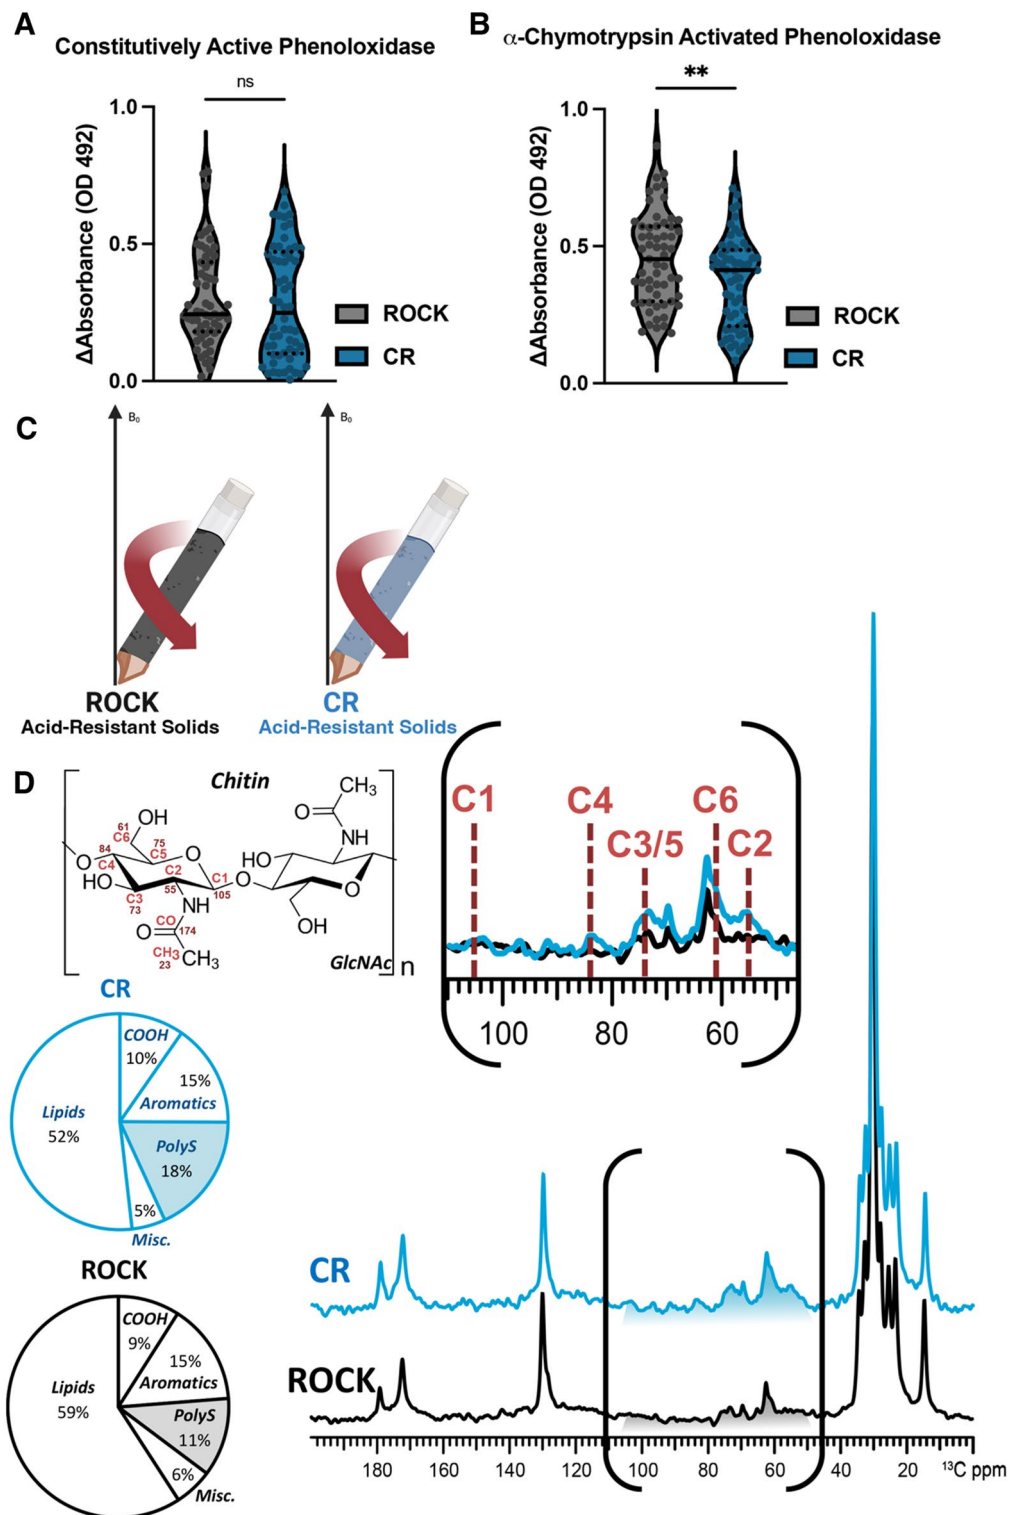 A
Constitutively Active Phenoloxidase
ns
1.0
0.5
0.0
ΔAbsorbance (OD 492)
ROCK
CR
B
α-Chymotrypsin Activated Phenoloxidase
**
1.0
0.5
0.0
ΔAbsorbance (OD 492)
ROCK
CR
C
B₀
B₀
ROCK
Acid-Resistant Solids
CR
Acid-Resistant Solids
D
Chitin
CH₃
O
NH
61
OH
C6
75
84
C5
O
HO
O
C4
C2
C1
O
O
HO
55
105
C3
NH
73
OH
CO
O
174
CH3
CH₃
23
GlcNAc
n
C1
C4
C6
C3/5
C2
100
80
60
CR
COOH
10%
15%
Aromatics
Lipids
52%
PolyS
18%
5%
Misc.
ROCK
COOH
9%
15%
Aromatics
Lipids
59%
PolyS
11%
6%
Misc.
CR
ROCK
180
160
140
120
100
80
60
40
20
¹³C ppm